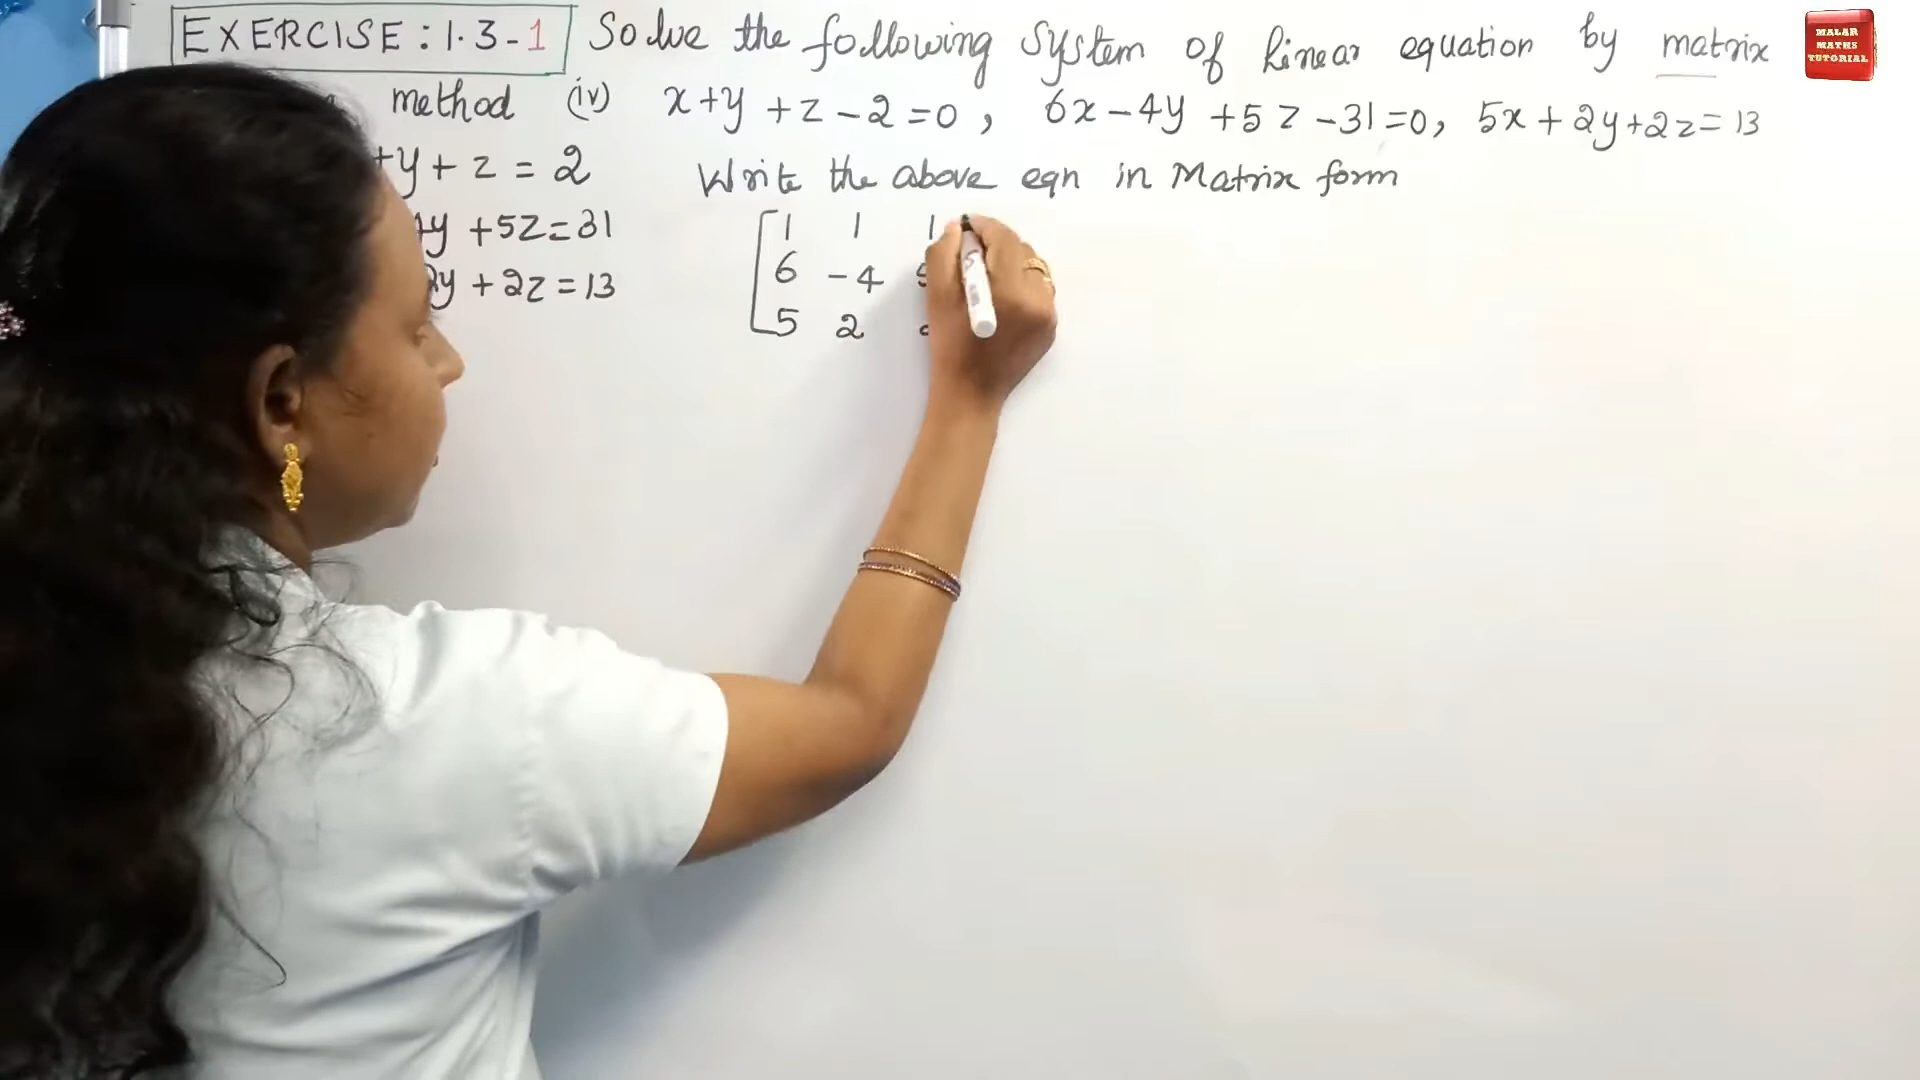 EXERCISE : 1.3-1 Solve the following system of linear equation by matrix
method (iv) x+y+z-2=0, 6x-4y+5z-31=0, 5x+2y+2z=13
+y+z=2 Write the above eqn in Matrix form
y+5z=31
2y+2z=13
1 1 1
6 -4 5
5 2
MALAR
MATHS
TUTORIAL